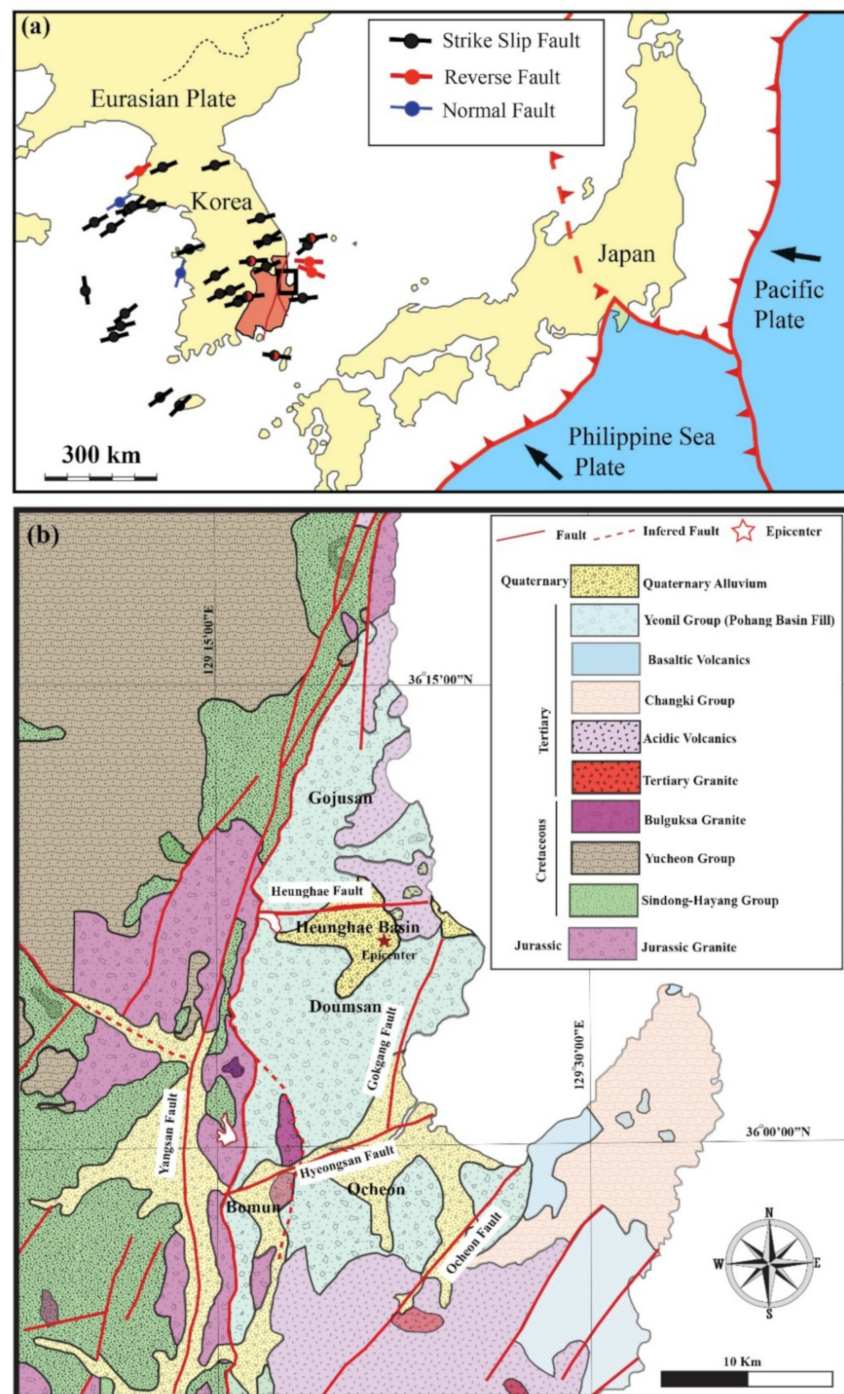 (a)
Strike Slip Fault
Reverse Fault
Normal Fault
Eurasian Plate
Korea
Japan
Pacific
Plate
Philippine Sea
Plate
300 km
(b)
Fault
Infered Fault
Epicenter
Quaternary
Quaternary Alluvium
Yeonil Group (Pohang Basin Fill)
Basaltic Volcanics
Changki Group
Tertiary
Acidic Volcanics
Tertiary Granite
Bulguksa Granite
Cretaceous
Yucheon Group
Sindong-Hayang Group
Jurassic
Jurassic Granite
129 15'00"E
36°15'00"N
Gojusan
Heunghae Fault
Heunghae Basin
Epicenter
Doumsan
Gokgang Fault
129°30'00"E
36°00'00"N
Yangsan Fault
Hyeongsan Fault
Ocheon
Bomun
Ocheon Fault
N
W
E
S
10 Km